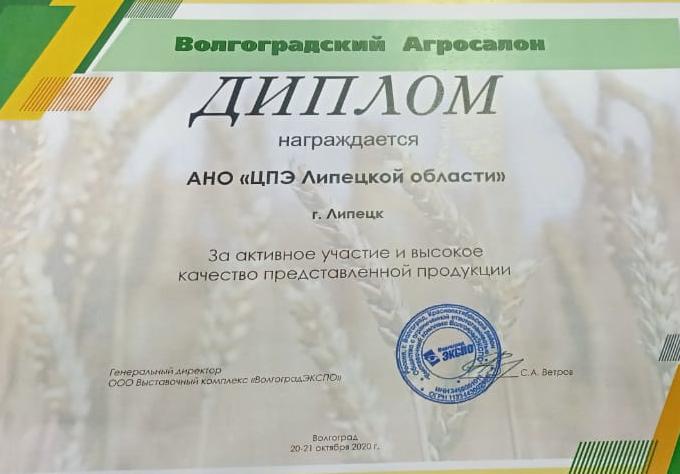 Волгоградский Агросалон
ДИПЛОМ
награждается
АНО «ЦПЭ Липецкой области»
г. Липецк
За активное участие и высокое
качество представленной продукции
ЭКСПО
Генеральный директор
ООО Выставочный комплекс «ВолгоградЭКСПО»
С.А. Ветров
Волгоград
20-21 октября 2020 г.